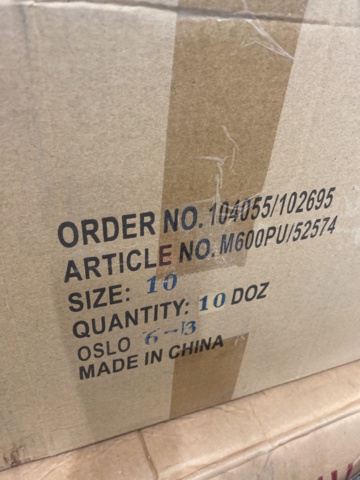 ORDER NO. 104055/102695
ARTICLE NO. M600PU/52574
SIZE: 10
QUANTITY: 10 DOZ
OSLO 6-13
MADE IN CHINA